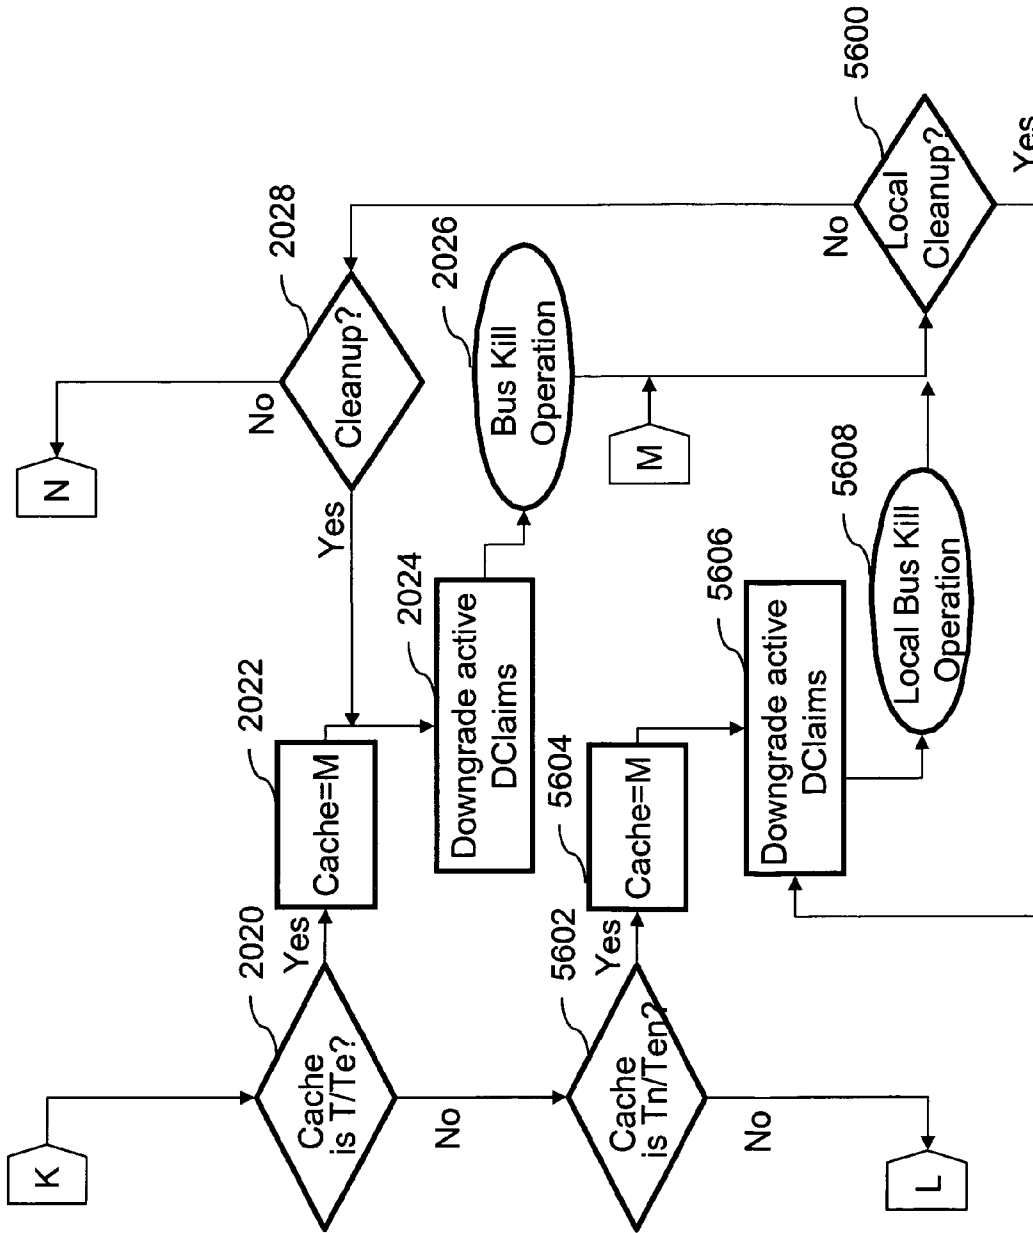 K
Cache
is T/Te?
2020
Yes
No
Cache=M
2022
Downgrade active
DClaims
2024
Bus Kill
Operation
2026
Cleanup?
2028
Yes
No
N
Cache
is Tn/Ten?
5602
Yes
No
L
Cache=M
5604
Downgrade active
DClaims
5606
Local Bus Kill
Operation
5608
M
Local
Cleanup?
5600
No
Yes